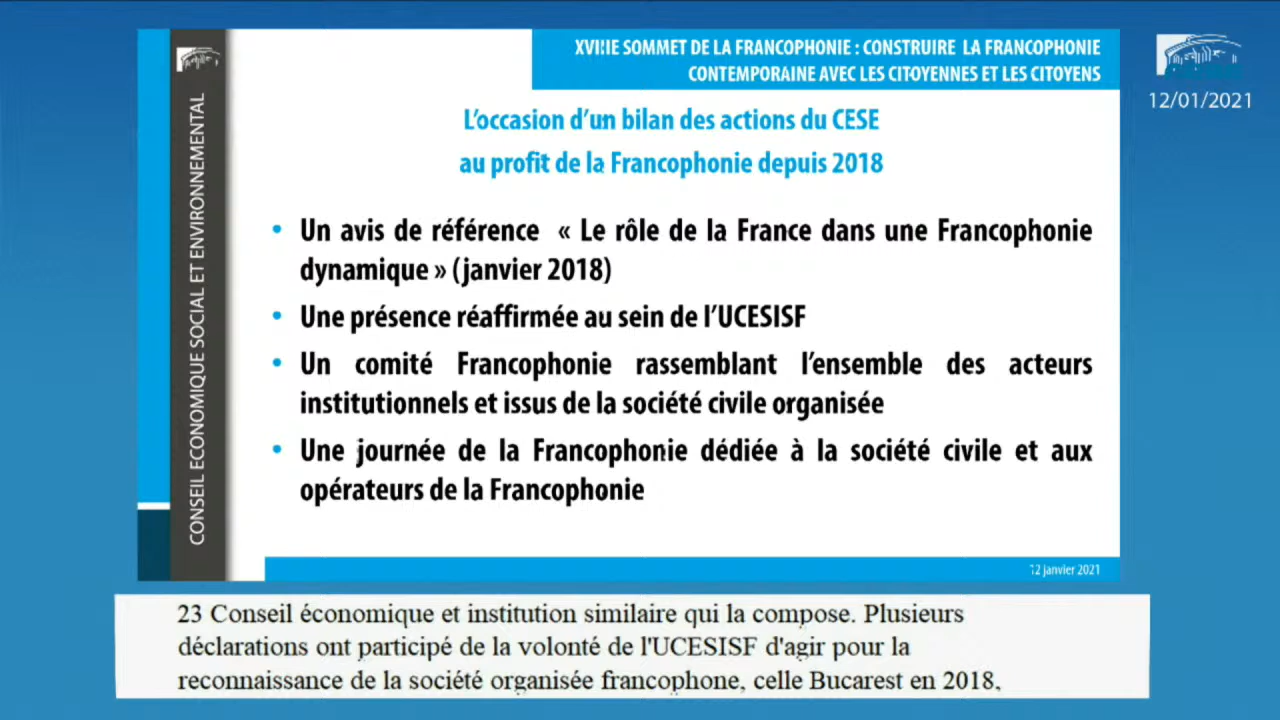 XVIIIE SOMMET DE LA FRANCOPHONIE : CONSTRUIRE LA FRANCOPHONIE
CONTEMPORAINE AVEC LES CITOYENNES ET LES CITOYENS
12/01/2021
CONSEIL ECONOMIQUE SOCIAL ET ENVIRONNEMENTAL
L'occasion d'un bilan des actions du CESE
au profit de la Francophonie depuis 2018
• Un avis de référence « Le rôle de la France dans une Francophonie
dynamique » (janvier 2018)
• Une présence réaffirmée au sein de l'UCESISF
• Un comité Francophonie rassemblant l'ensemble des acteurs
institutionnels et issus de la société civile organisée
• Une journée de la Francophonie dédiée à la société civile et aux
opérateurs de la Francophonie
12 janvier 2021
23 Conseil économique et institution similaire qui la compose. Plusieurs
déclarations ont participé de la volonté de l'UCESISF d'agir pour la
reconnaissance de la société organisée francophone, celle Bucarest en 2018,